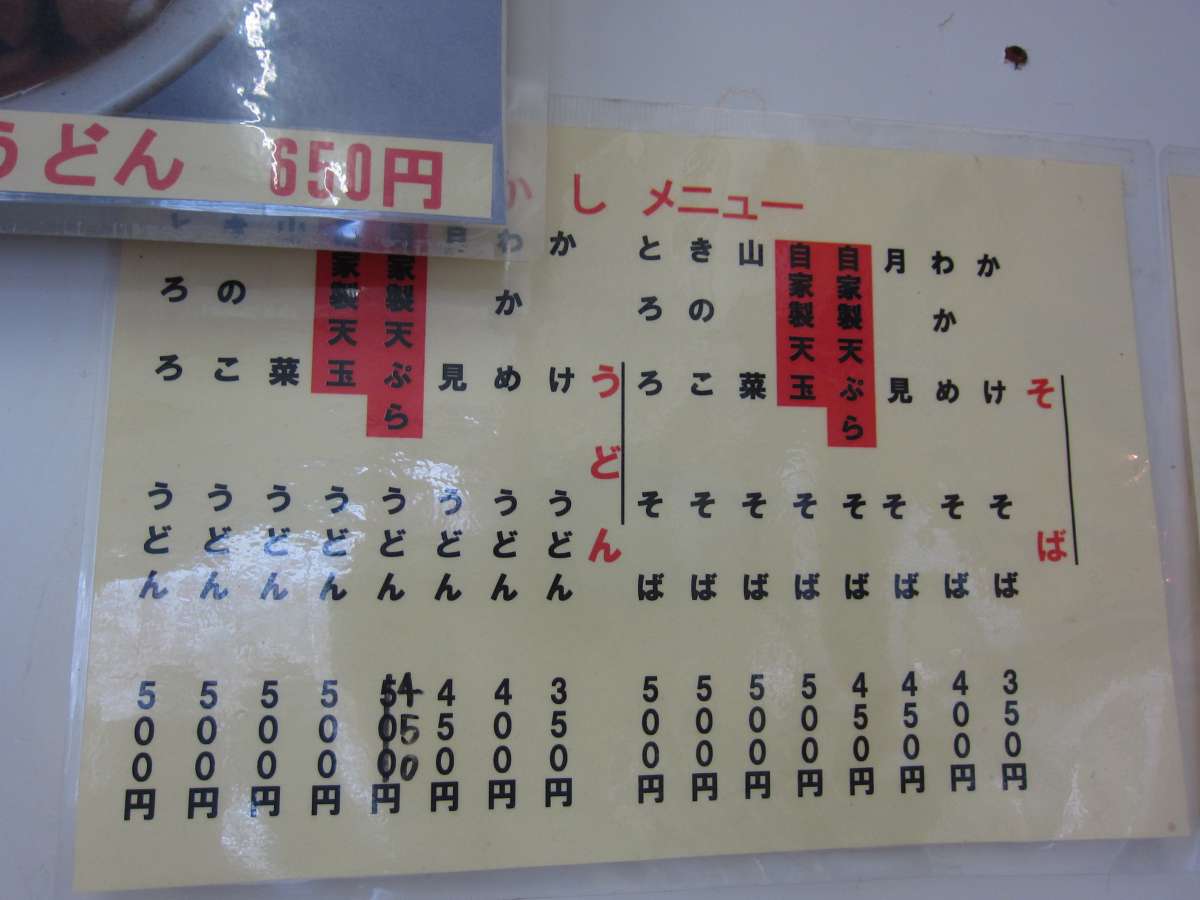 うどん 650円
かし メニュー
そば
かけそば 350円
わかめそば 400円
月見そば 450円
自家製天ぷらそば 450円
自家製天玉そば 500円
山菜そば 500円
きのこそば 500円
とろろそば 500円
うどん
かけうどん 350円
わかめうどん 400円
月見うどん 450円
自家製天ぷらうどん 500円 450
自家製天玉うどん 500円
山菜うどん 500円
きのこうどん 500円
とろろうどん 500円